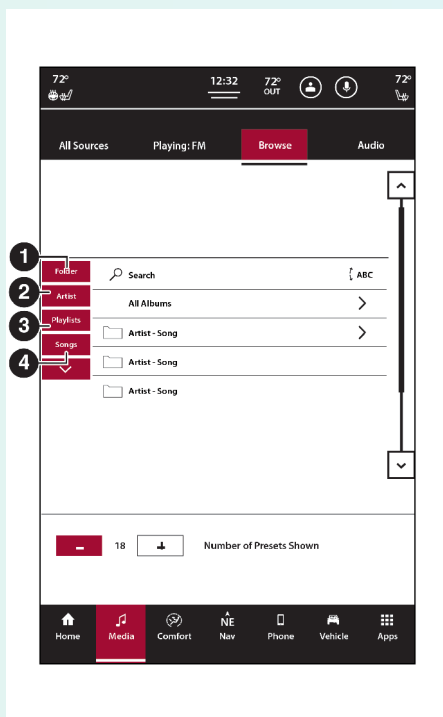 72°
12:32
72°
OUT
72°
All Sources
Playing: FM
Browse
Audio
1
Folder
Search
ABC
2
Artist
All Albums
3
Playlists
Artist - Song
4
Songs
Artist - Song
Artist - Song
18
Number of Presets Shown
NE
Home
Media
Comfort
Nav
Phone
Vehicle
Apps